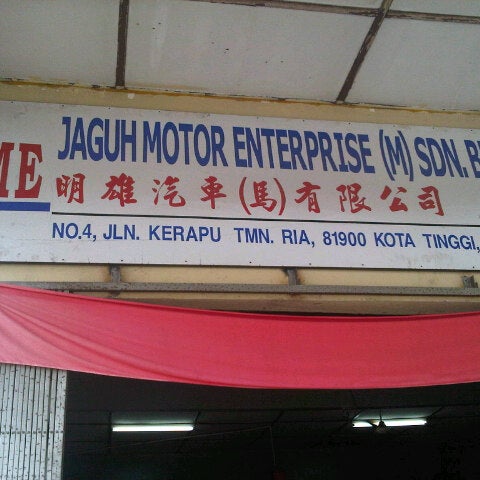 JME
JAGUH MOTOR ENTERPRISE (M) SDN. B
明雄汽車(馬)有限公司
NO.4, JLN. KERAPU TMN. RIA, 81900 KOTA TINGGI,